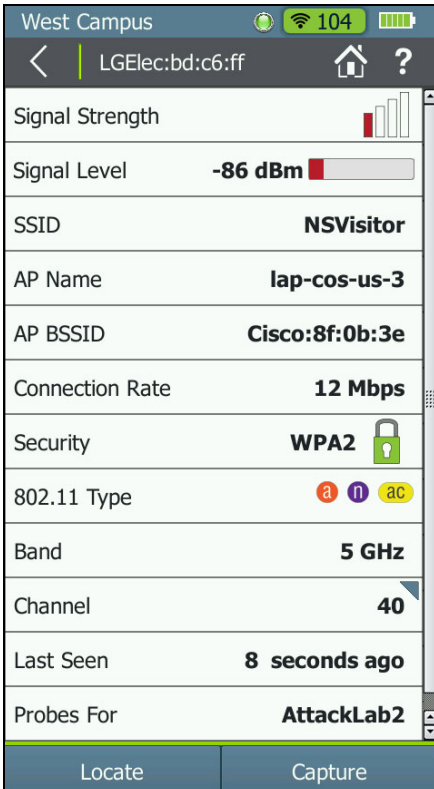 West Campus 104
LGElec:bd:c6:ff ?
Signal Strength
Signal Level -86 dBm
SSID NSVisitor
AP Name lap-cos-us-3
AP BSSID Cisco:8f:0b:3e
Connection Rate 12 Mbps
Security WPA2
802.11 Type a n ac
Band 5 GHz
Channel 40
Last Seen 8 seconds ago
Probes For AttackLab2
Locate Capture